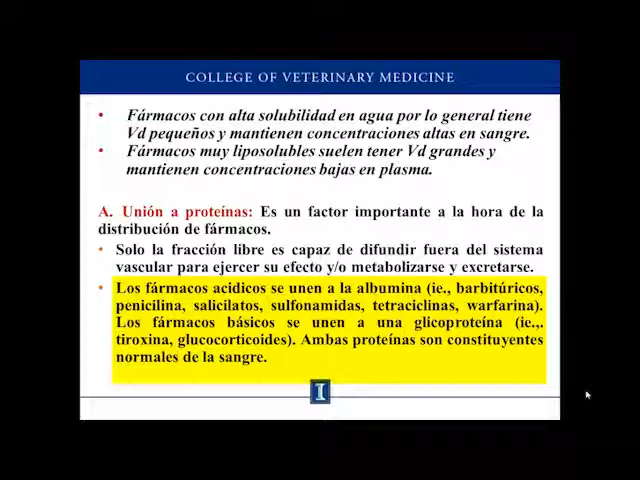 COLLEGE OF VETERINARY MEDICINE
• Fármacos con alta solubilidad en agua por lo general tiene
Vd pequeños y mantienen concentraciones altas en sangre.
• Fármacos muy liposolubles suelen tener Vd grandes y
mantienen concentraciones bajas en plasma.
A. Unión a proteínas: Es un factor importante a la hora de la
distribución de fármacos.
• Solo la fracción libre es capaz de difundir fuera del sistema
vascular para ejercer su efecto y/o metabolizarse y excretarse.
• Los fármacos acidicos se unen a la albumina (ie., barbitúricos,
penicilina, salicilatos, sulfonamidas, tetraciclinas, warfarina).
Los fármacos básicos se unen a una glicoproteína (ie.,.
tiroxina, glucocorticoides). Ambas proteínas son constituyentes
normales de la sangre.
I